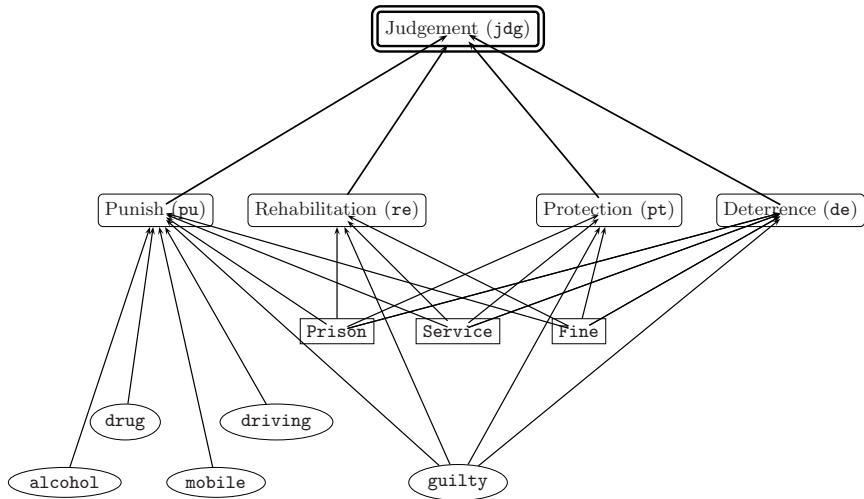 Judgement (jdg)
Punish (pu)
Rehabilitation (re)
Protection (pt)
Deterrence (de)
Prison
Service
Fine
drug
driving
alcohol
mobile
guilty